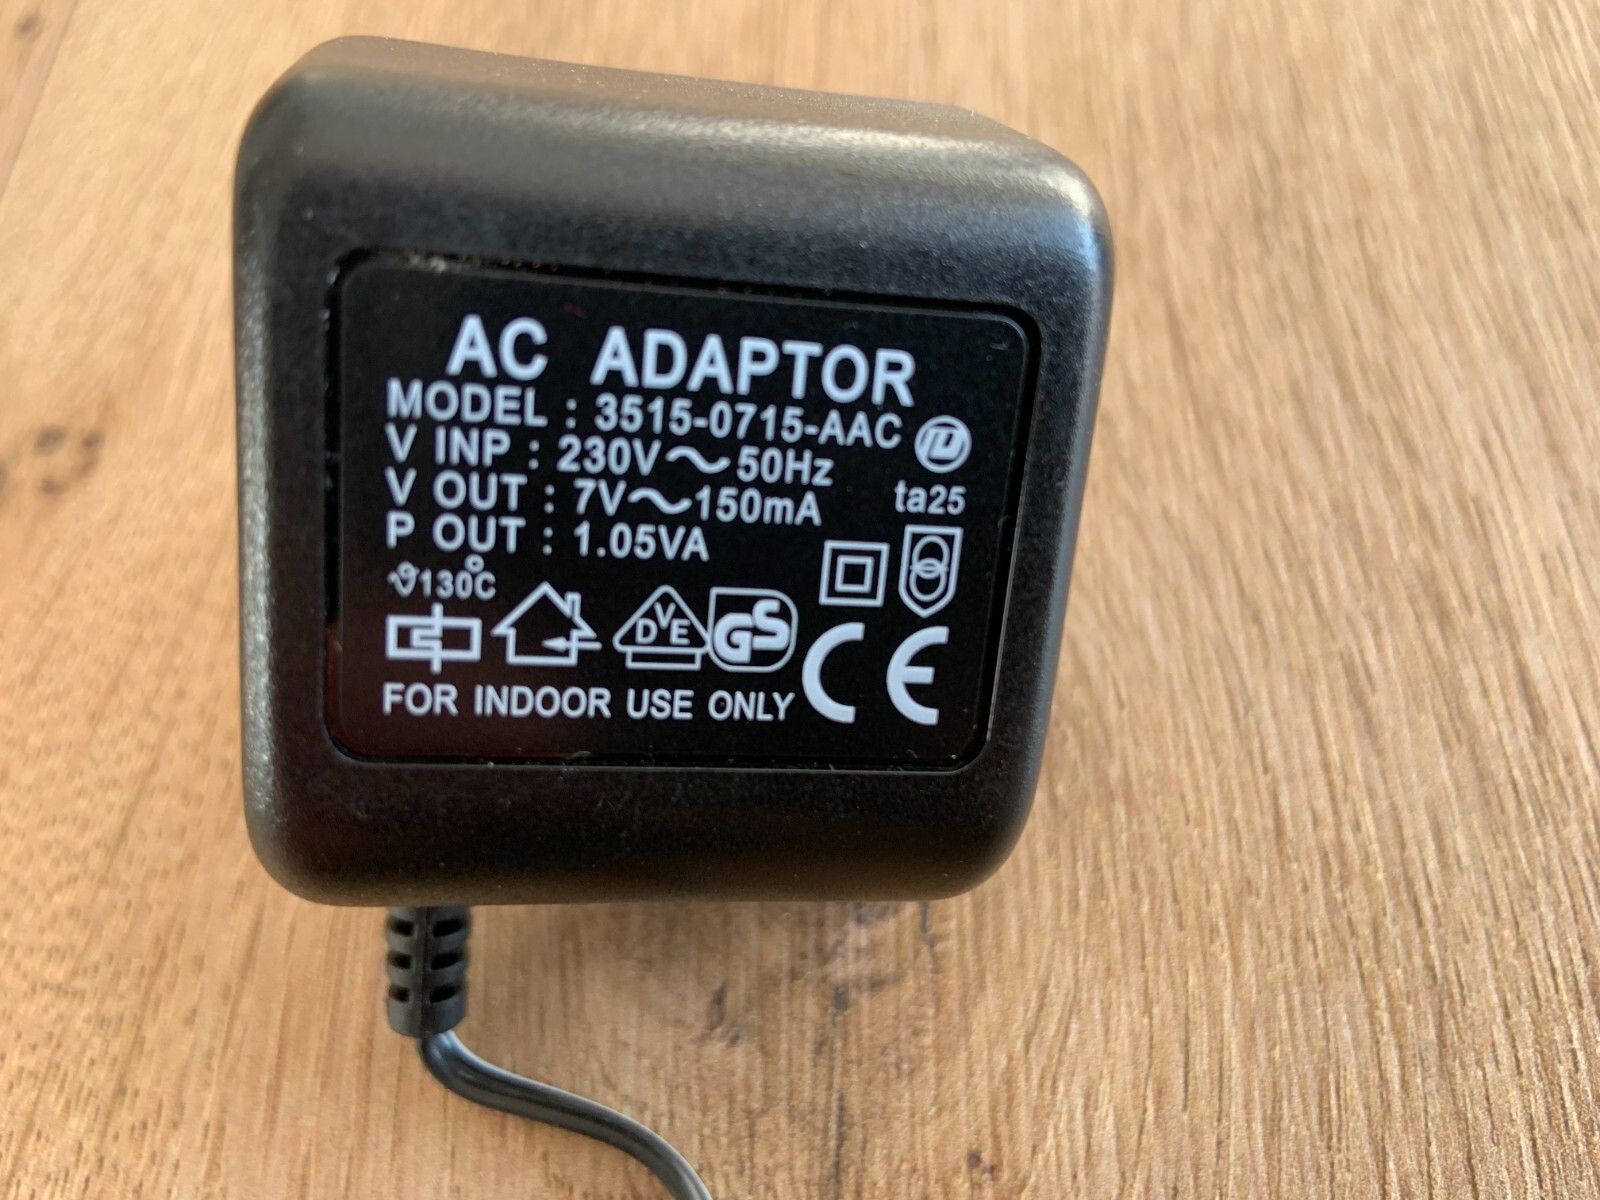 AC ADAPTOR
MODEL : 3515-0715-AAC
V INP : 230V～50Hz
V OUT : 7V～150mA
ta25
P OUT : 1.05VA
ϑ130°C
DVE
GS
CE
FOR INDOOR USE ONLY